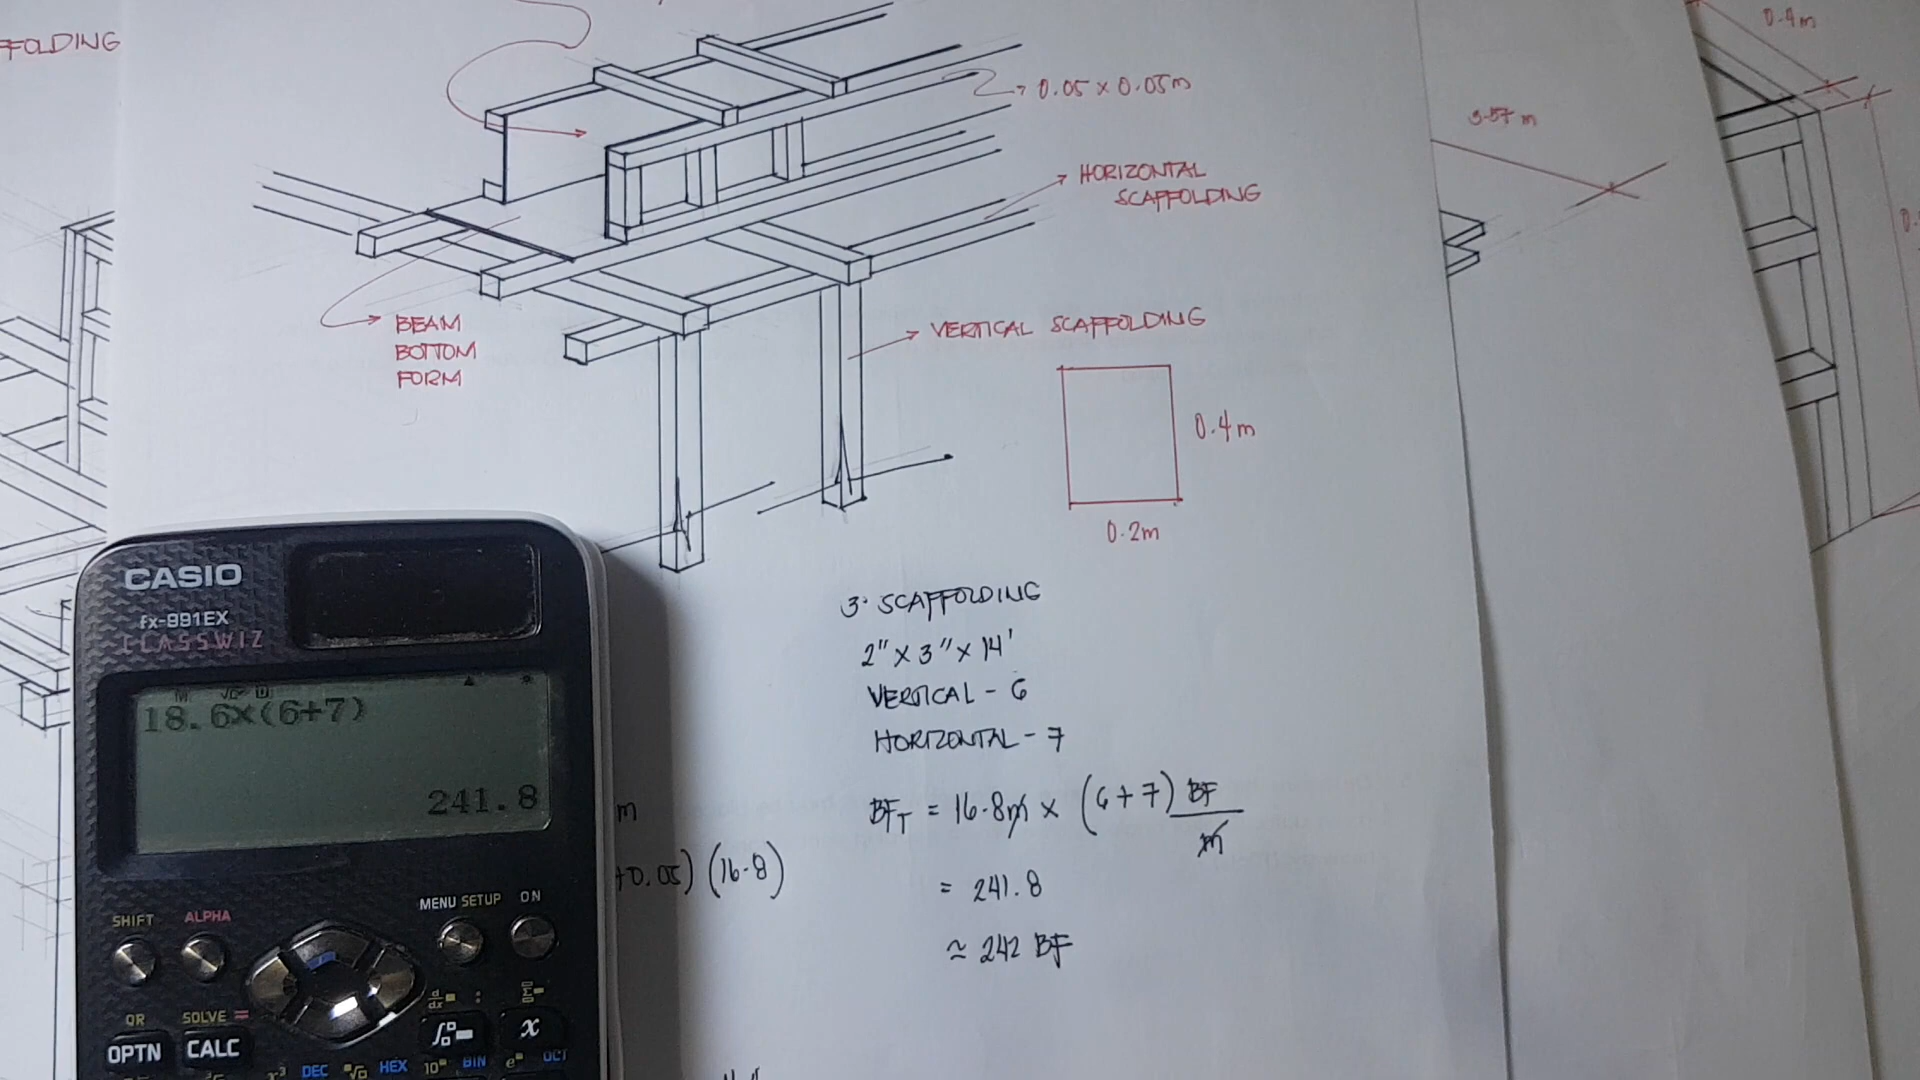 FFOLDING
0.4m
0.05 x 0.05m
3.57 m
HORIZONTAL
SCAFFOLDING
0.
BEAM
BOTTOM
FORM
VERTICAL SCAFFOLDING
0.4m
0.2m
3. SCAFFOLDING
2" x 3" x 14'
VERTICAL - 6
HORIZONTAL - 7
BF_T = 16.8m x (6+7) BF/m
= 241.8
≈ 242 BF
m
+0.05) (16.8)
CASIO
fx-991EX
CLASSWIZ
18.6×(6+7)
241.8
SHIFT ALPHA MENU SETUP ON
QR SOLVE =
OPTN CALC x
DEC HEX BIN OCT